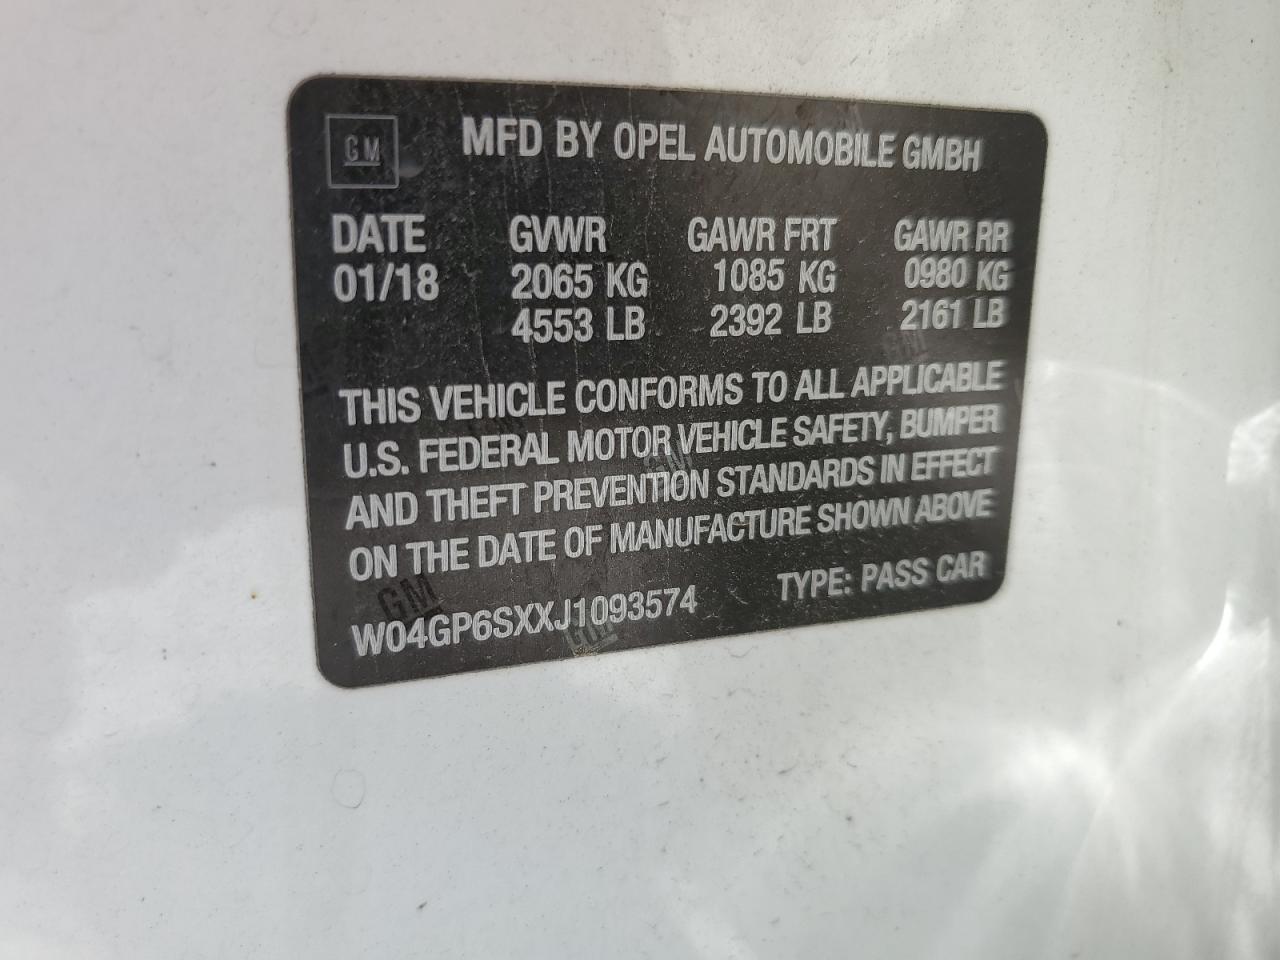 GM
MFD BY OPEL AUTOMOBILE GMBH
DATE GVWR GAWR FRT GAWR RR
01/18 2065 KG 1085 KG 0980 KG
4553 LB 2392 LB 2161 LB
THIS VEHICLE CONFORMS TO ALL APPLICABLE
U.S. FEDERAL MOTOR VEHICLE SAFETY, BUMPER
AND THEFT PREVENTION STANDARDS IN EFFECT
ON THE DATE OF MANUFACTURE SHOWN ABOVE
W04GP6SXXJ1093574 TYPE: PASS CAR